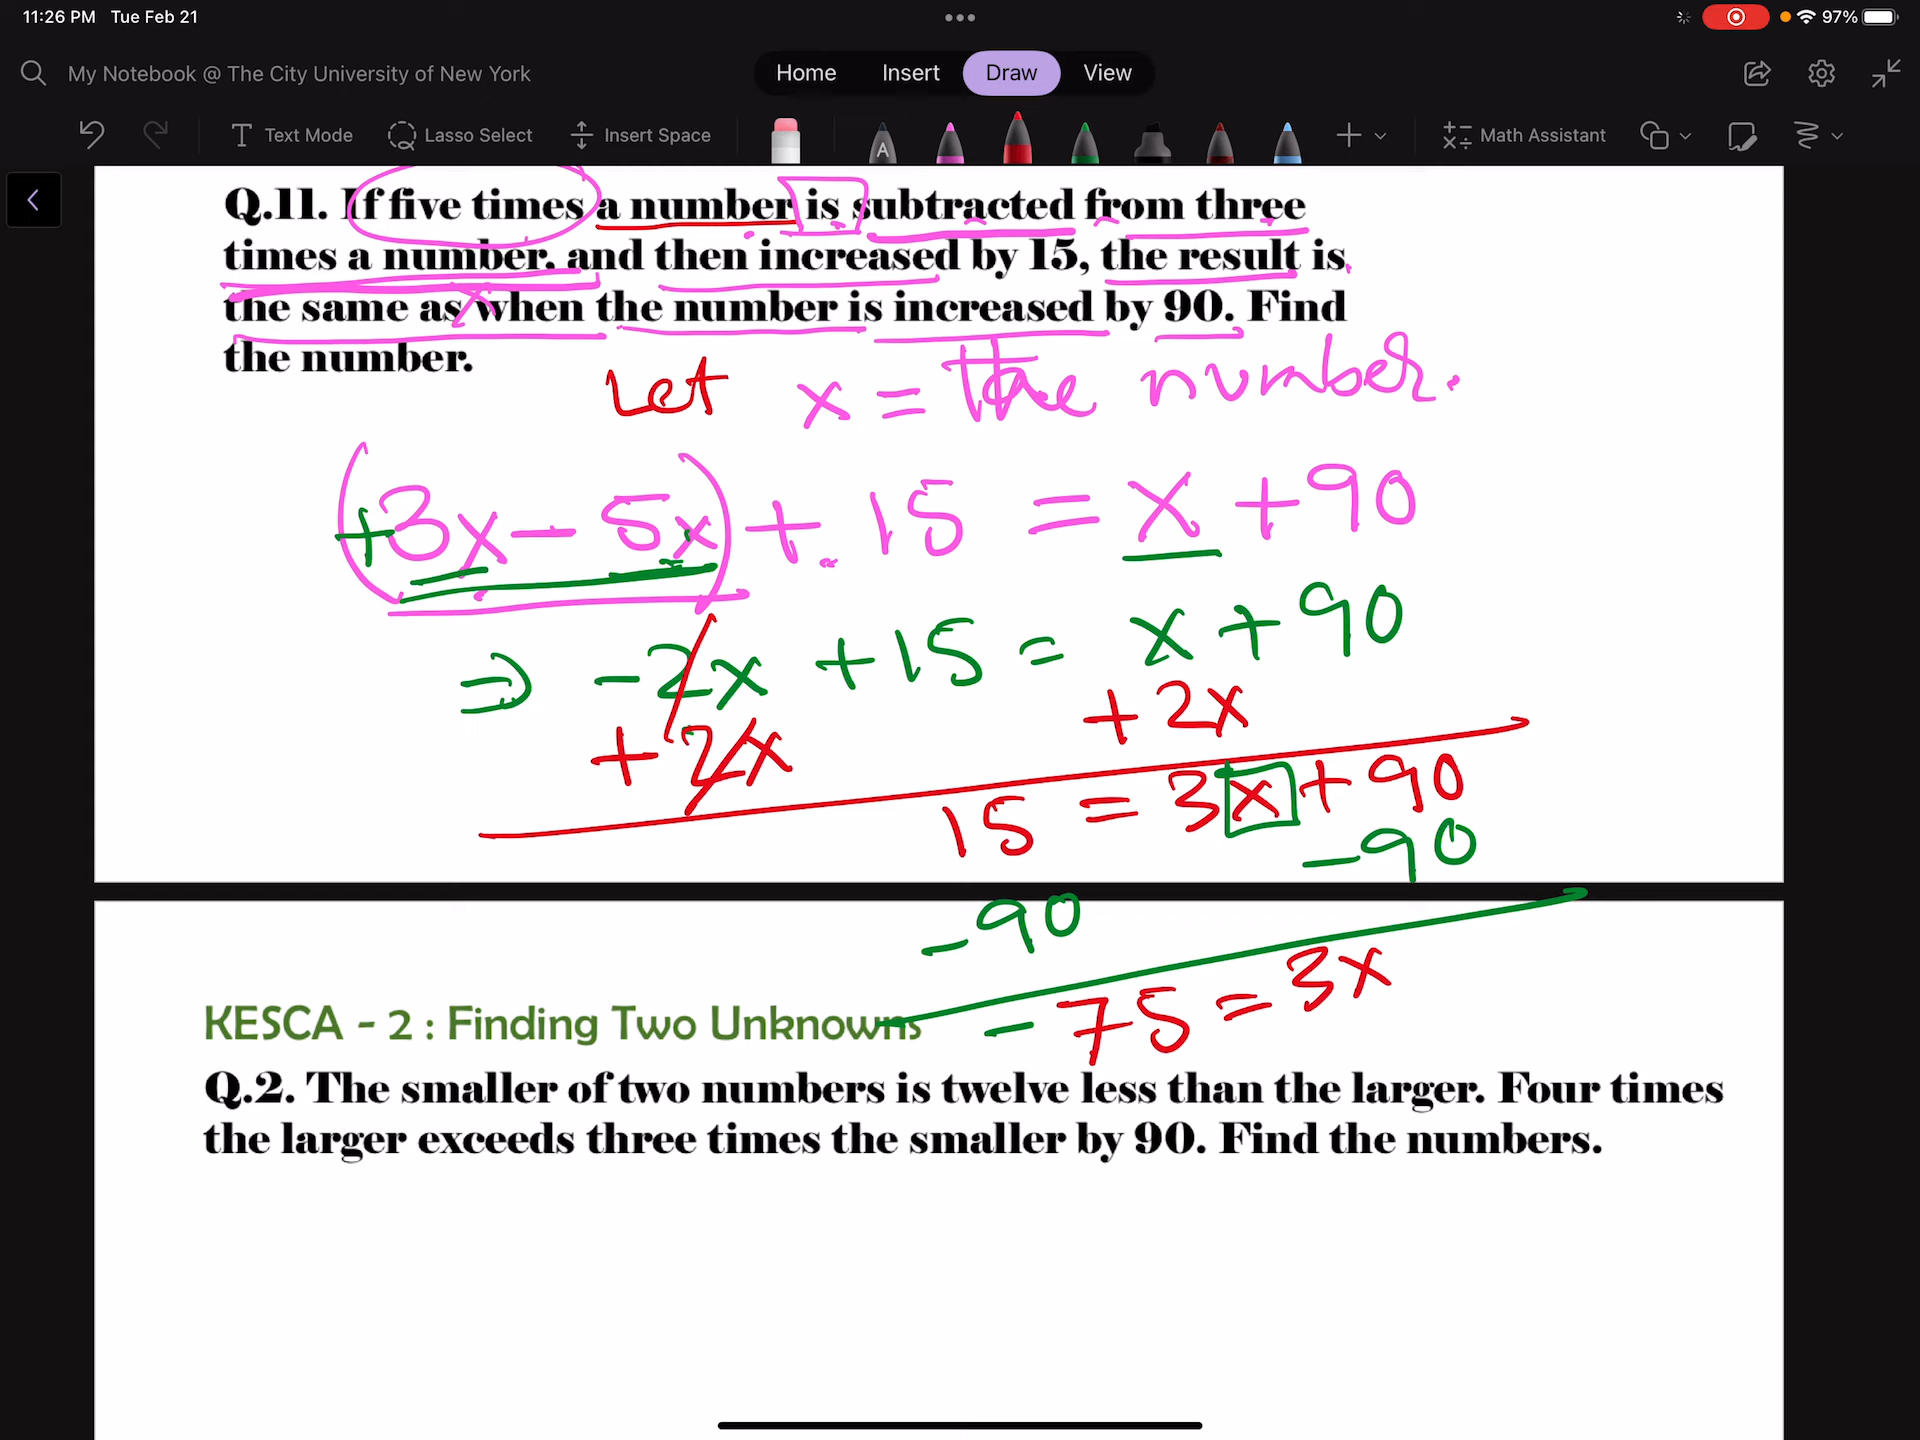 11:26 PM Tue Feb 21
97%
My Notebook @ The City University of New York
Home Insert Draw View
Text Mode Lasso Select Insert Space A Math Assistant
Q.11. If five times a number is subtracted from three
times a number, and then increased by 15, the result is
the same as when the number is increased by 90. Find
the number.
Let x = The number.
(+3x - 5x) + 15 = x + 90
⇒ -2x + 15 = x + 90
+ 2x + 2x
15 = 3x + 90
- 90
- 90
- 75 = 3x
KESCA - 2 : Finding Two Unknowns
Q.2. The smaller of two numbers is twelve less than the larger. Four times
the larger exceeds three times the smaller by 90. Find the numbers.